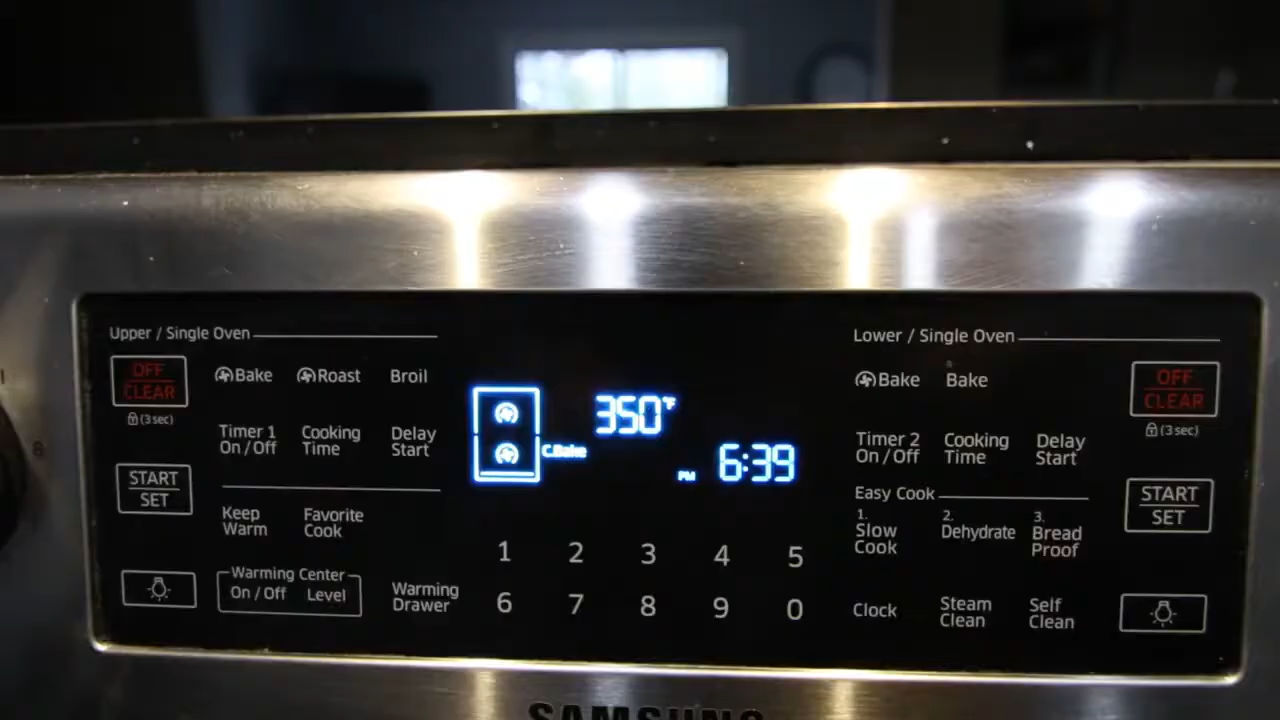 Upper / Single Oven
OFF
CLEAR
(3 sec)
Bake
Roast
Broil
Timer 1
On / Off
Cooking
Time
Delay
Start
START
SET
Keep
Warm
Favorite
Cook
Warming Center
On / Off
Level
Warming
Drawer
350°F
C.Bake
PM 6:39
1 2 3 4 5
6 7 8 9 0
Lower / Single Oven
Bake
Bake
OFF
CLEAR
(3 sec)
Timer 2
On / Off
Cooking
Time
Delay
Start
Easy Cook
1.
Slow
Cook
2.
Dehydrate
3.
Bread
Proof
START
SET
Clock
Steam
Clean
Self
Clean
SAMSUNG
8